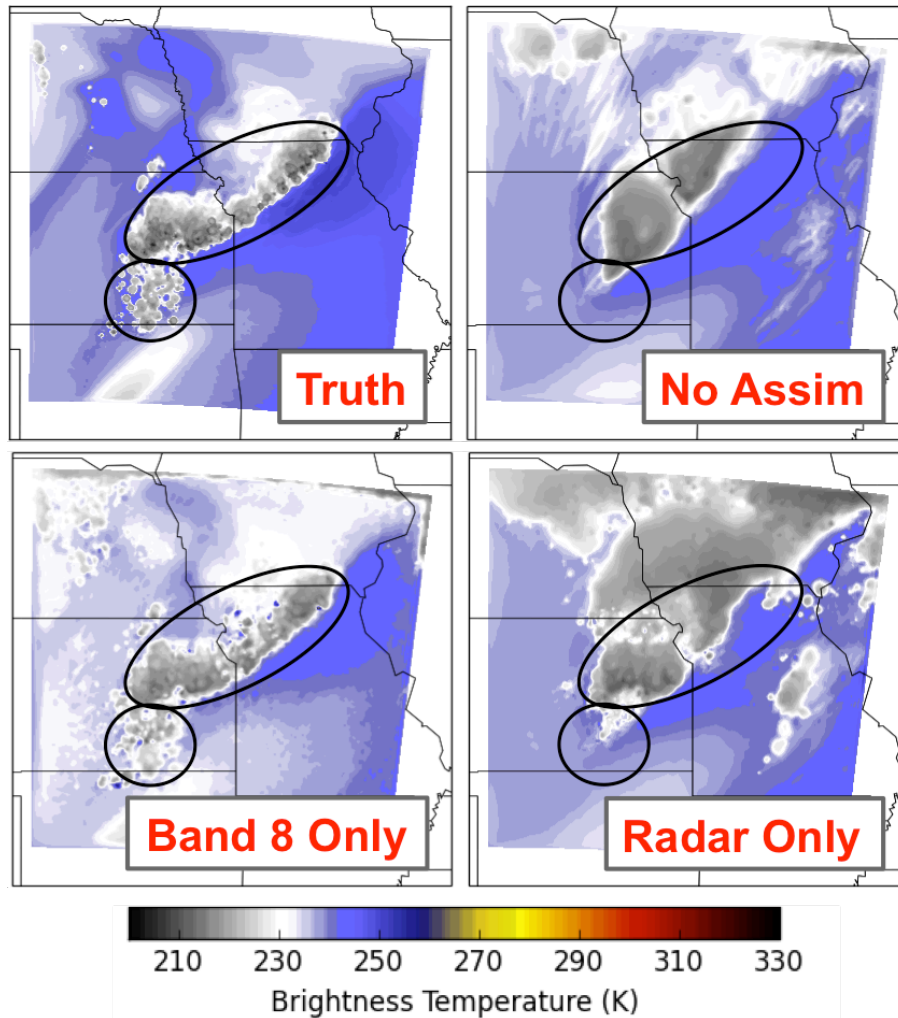 Truth
No Assim
Band 8 Only
Radar Only
210 230 250 270 290 310 330
Brightness Temperature (K)